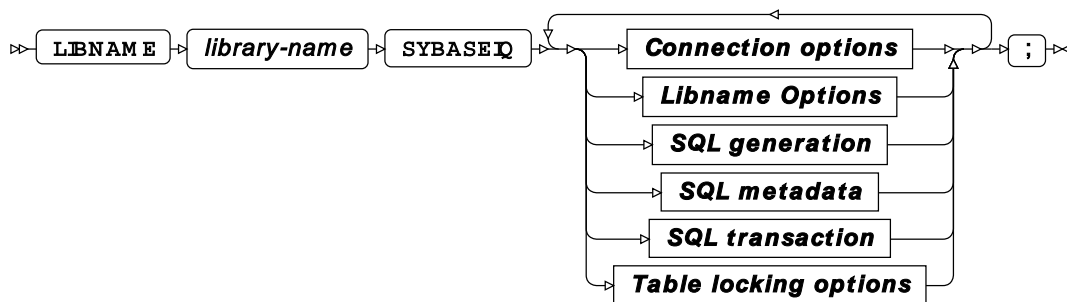 LIBNAME library-name SYBASEIQ Connection options ;
Libname Options
SQL generation
SQL metadata
SQL transaction
Table locking options